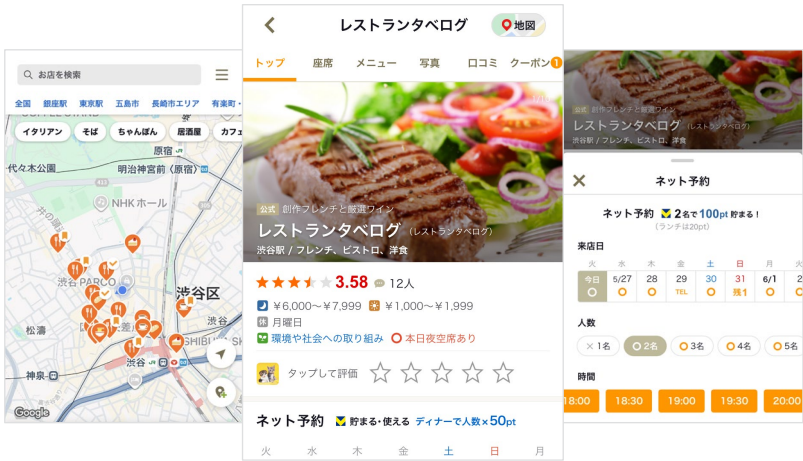 お店を検索
全国 銀座駅 東京駅 五島市 長崎市エリア 有楽町・
イタリアン そば ちゃんぽん 居酒屋 カフェ
原宿
代々木公園
明治神宮前〈原宿〉
井の頭通り
NHKホール
渋谷 PARCO
渋谷区
松濤
渋谷
渋谷
神泉
Google
レストランタベログ
地図
トップ 座席 メニュー 写真 口コミ クーポン 1
公式 創作フレンチと厳選ワイン
レストランタベログ (レストランタベログ)
渋谷駅 / フレンチ、ビストロ、洋食
3.58 12人
¥6,000～¥7,999 ¥1,000～¥1,999
休 月曜日
環境や社会への取り組み 本日夜空席あり
タップして評価
ネット予約 貯まる・使える ディナーで人数×50pt
火 水 木 金 土 日 月
公式 創作フレンチと厳選ワイン
レストランタベログ (レストランタベログ)
渋谷駅 / フレンチ、ビストロ、洋食
ネット予約
ネット予約 2名で100pt 貯まる！
(ランチは20pt)
来店日
火 水 木 金 土 日 月 火
今日 5/27 28 29 30 31 6/1 2
TEL 残1
人数
×1名 2名 3名 4名 5名
時間
18:00 18:30 19:00 19:30 20:00